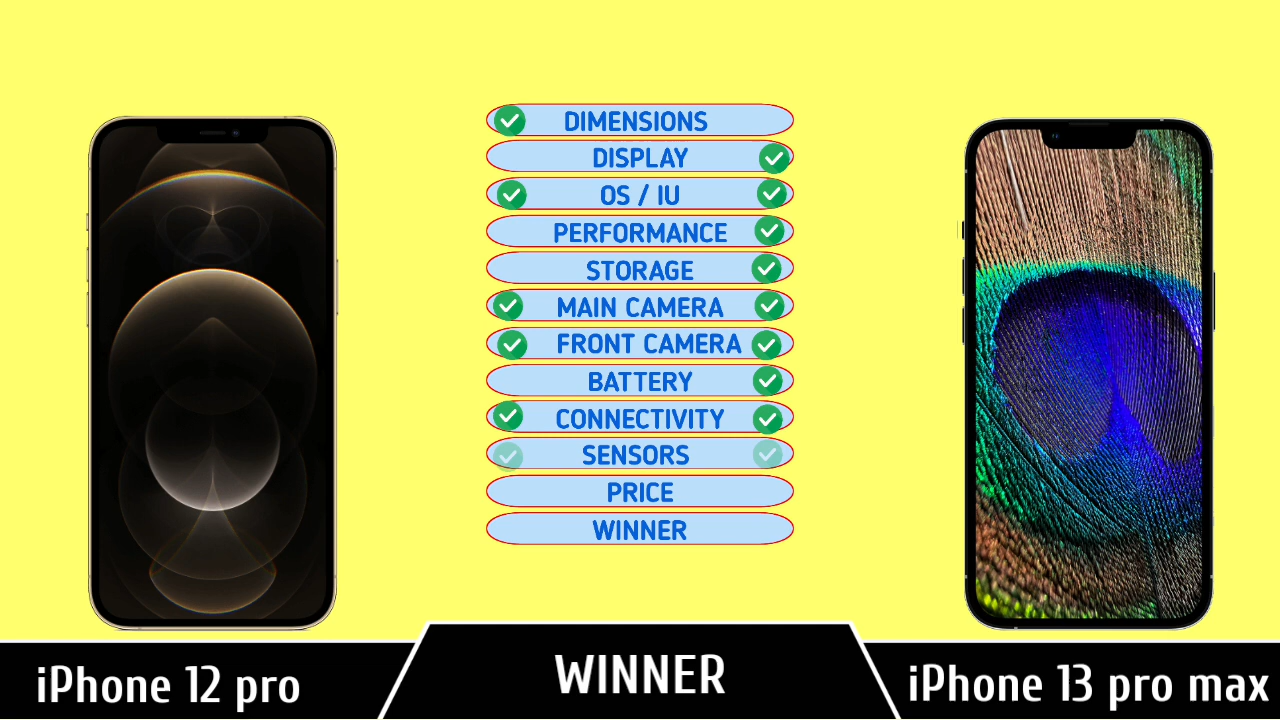 DIMENSIONS
DISPLAY
OS / IU
PERFORMANCE
STORAGE
MAIN CAMERA
FRONT CAMERA
BATTERY
CONNECTIVITY
SENSORS
PRICE
WINNER
iPhone 12 pro
WINNER
iPhone 13 pro max